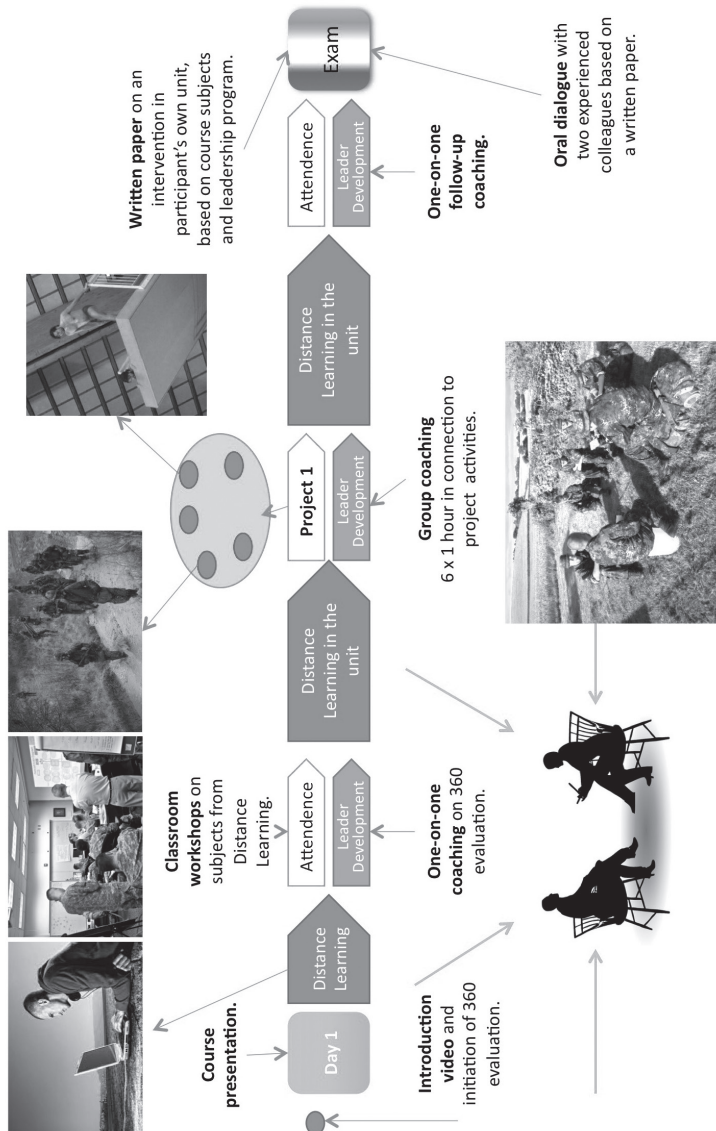 Course
presentation.
Day 1
Introduction
video and
initiation of 360
evaluation.
Distance
Learning
Classroom
workshops on
subjects from
Distance
Learning.
Attendence
Leader
Development
One-on-one
coaching on 360
evaluation.
Distance
Learning in the
unit
Project 1
Leader
Development
Group coaching
6 x 1 hour in connection to
project activities.
Distance
Learning in the
unit
Attendence
Leader
Development
One-on-one
follow-up
coaching.
Written paper on an
intervention in
participant's own unit,
based on course subjects
and leadership program.
Exam
Oral dialogue with
two experienced
colleagues based on
a written paper.